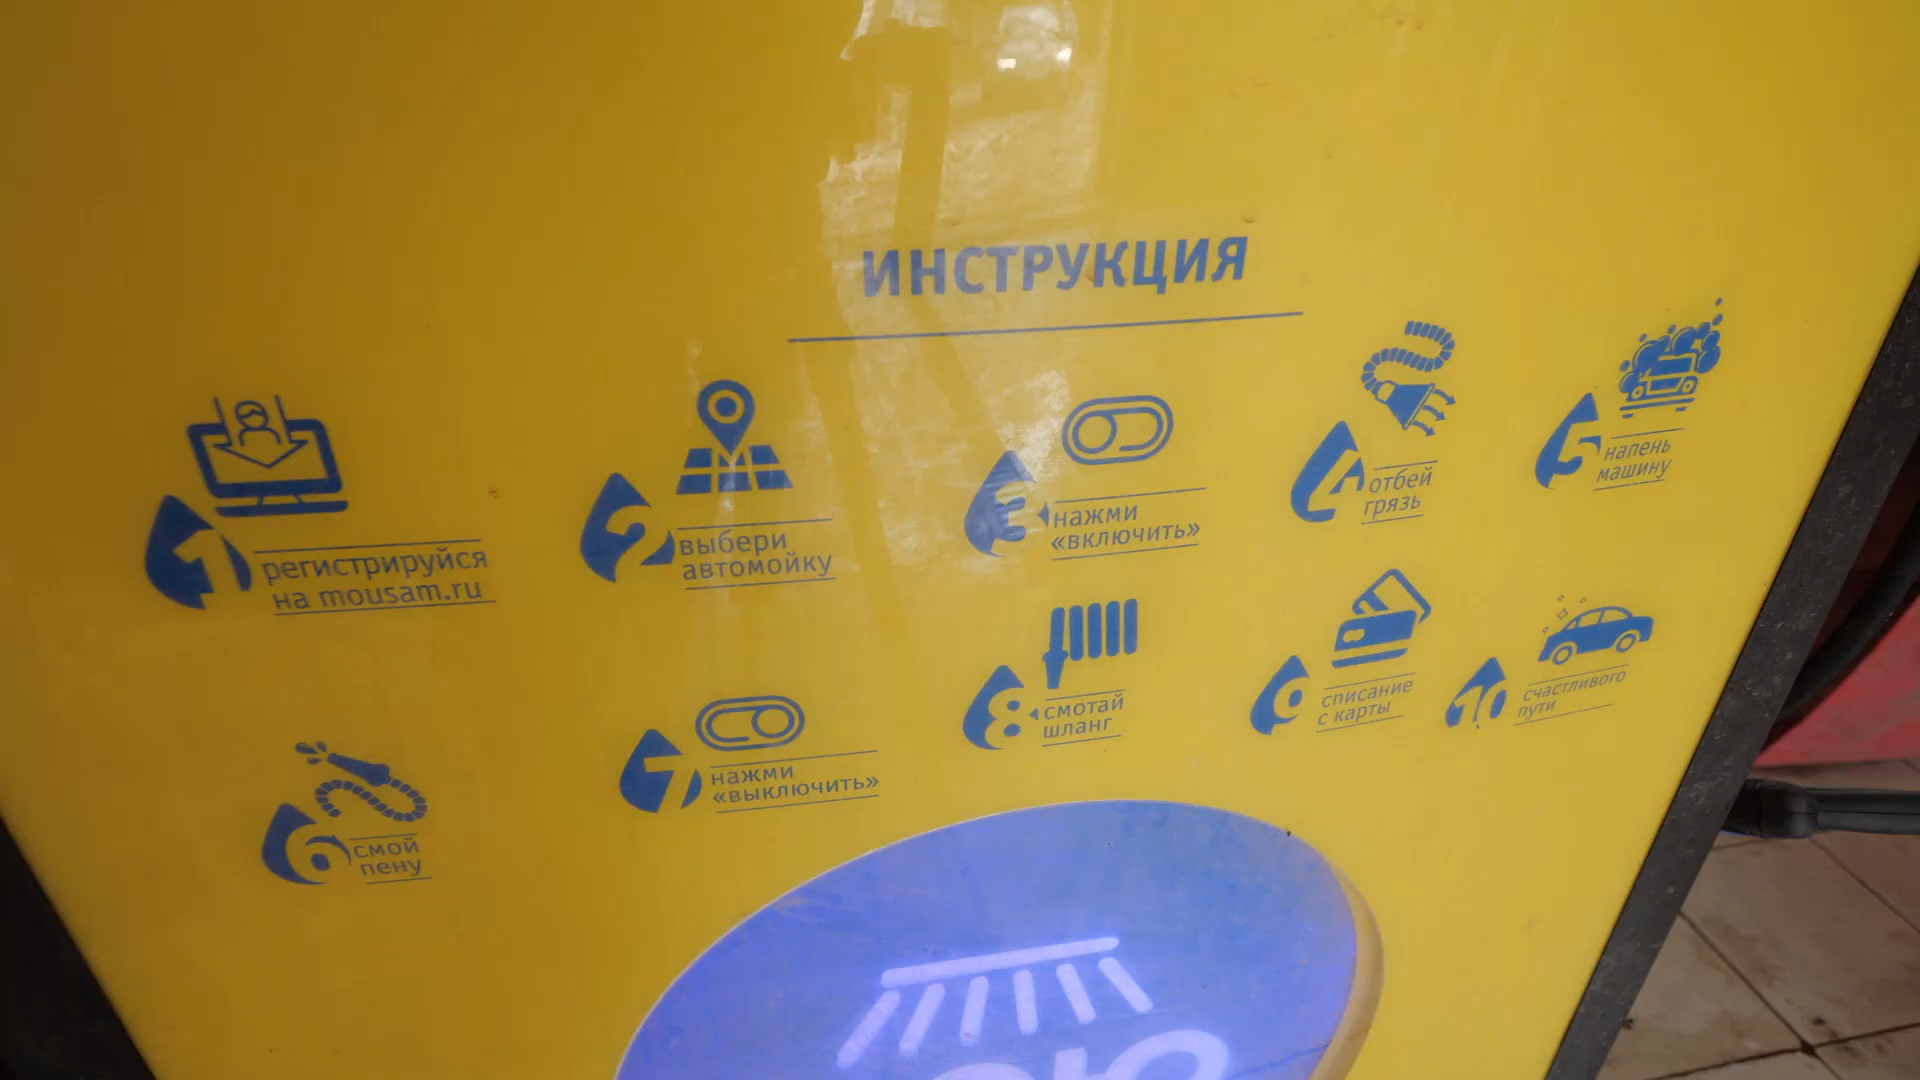 ИНСТРУКЦИЯ
1 регистрируйся
на mousam.ru
2 выбери
автомойку
3 нажми
«включить»
4 отбей
грязь
5 напень
машину
6 смой
пену
7 нажми
«выключить»
8 смотай
шланг
9 списание
с карты
10 счастливого
пути